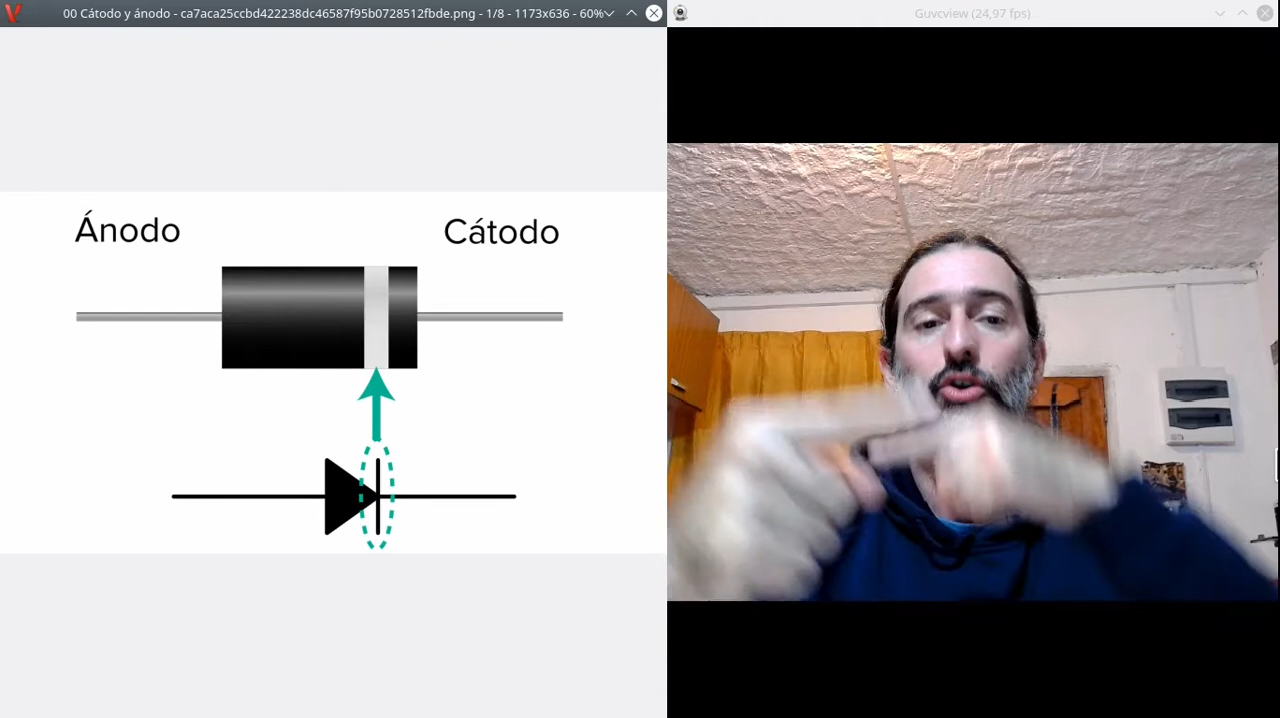 00 Cátodo y ánodo - ca7aca25ccbd422238dc46587f95b0728512fbde.png - 1/8 - 1173x636 - 60%
Guvcview (24,97 fps)
Ánodo
Cátodo